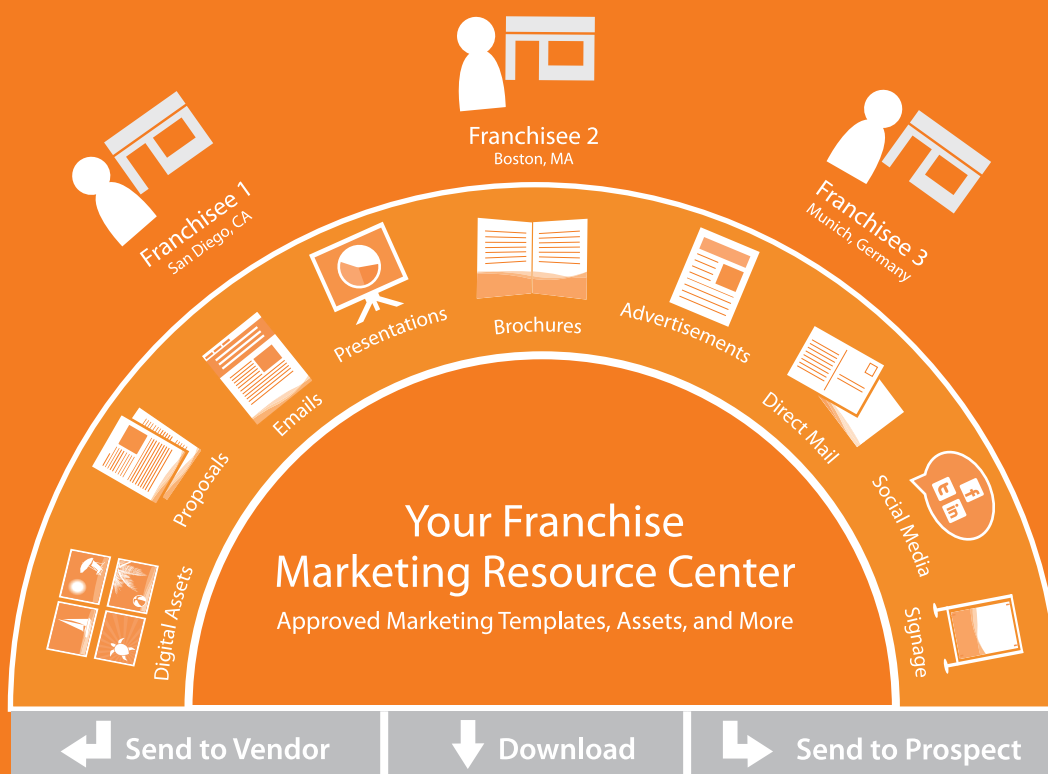 Franchisee 1
San Diego, CA
Franchisee 2
Boston, MA
Franchisee 3
Munich, Germany
Digital Assets
Proposals
Emails
Presentations
Brochures
Advertisements
Direct Mail
Social Media
Signage
t
f
in
Your Franchise
Marketing Resource Center
Approved Marketing Templates, Assets, and More
Send to Vendor
Download
Send to Prospect